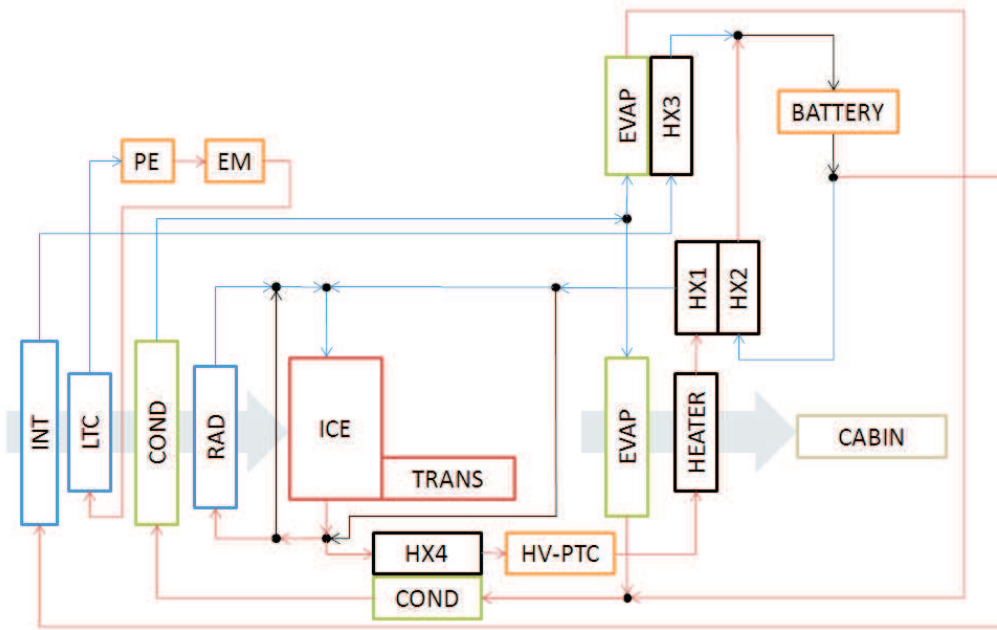 EVAP
HX3
BATTERY
PE
EM
HX1
HX2
INT
LTC
COND
RAD
ICE
TRANS
EVAP
HEATER
CABIN
HX4
HV-PTC
COND